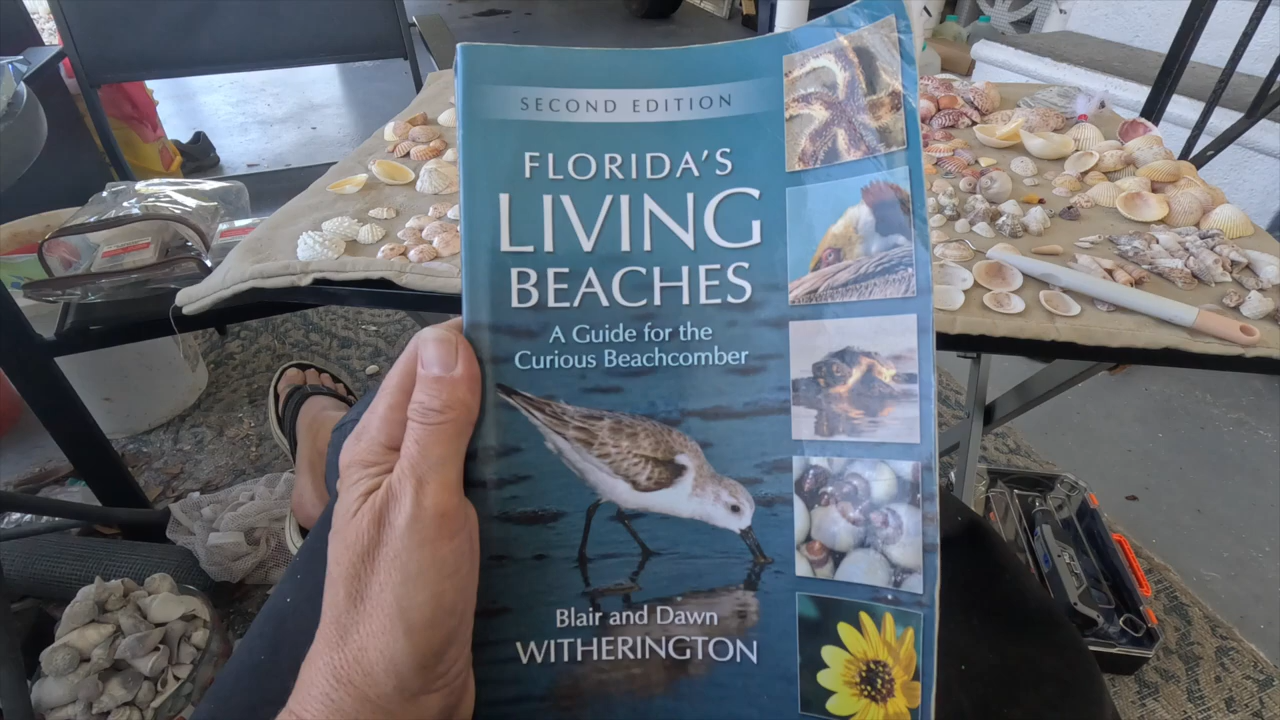 SECOND EDITION
FLORIDA'S
LIVING
BEACHES
A Guide for the
Curious Beachcomber
Blair and Dawn
WITHERINGTON